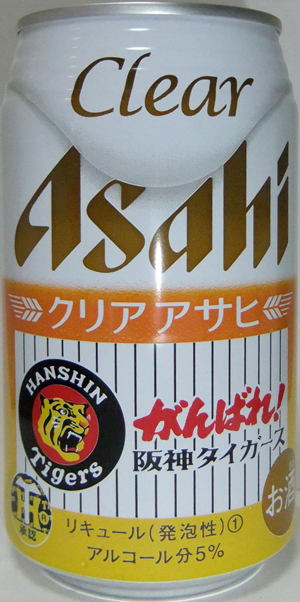 Clear
Asahi
クリア アサヒ
HANSHIN
Tigers
がんばれ!
阪神タイガース
お酒
承認
リキュール(発泡性)①
アルコール分5%